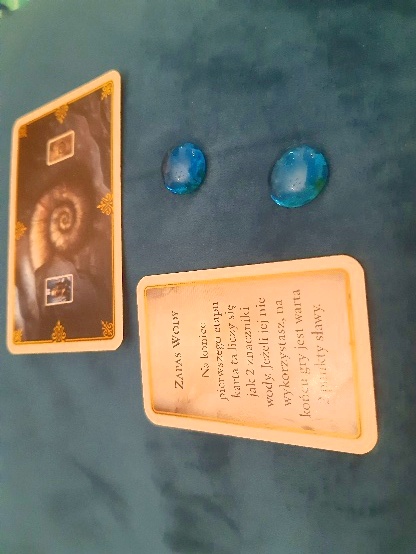 Zapas Wody
Na koniec
pierwszego etapu
karta ta liczy się
jak 2 znaczniki
wody. Jeżeli jej nie
wykorzystasz, na
końcu gry jest warta
2 punkty sławy.